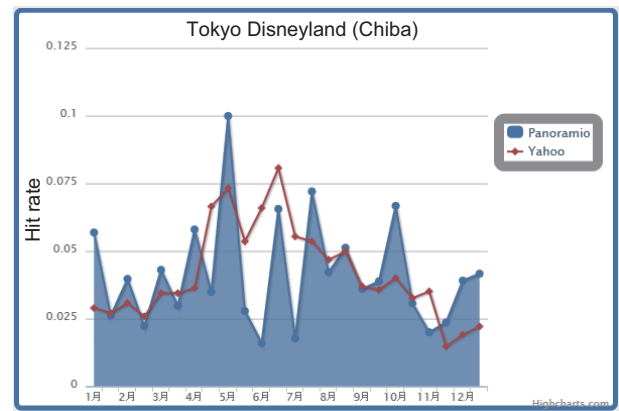 Tokyo Disneyland (Chiba)
0.125
0.1
0.075
0.05
0.025
0
Hit rate
Panoramio
Yahoo
1月 2月 3月 4月 5月 6月 7月 8月 9月 10月 11月 12月
Highcharts.com